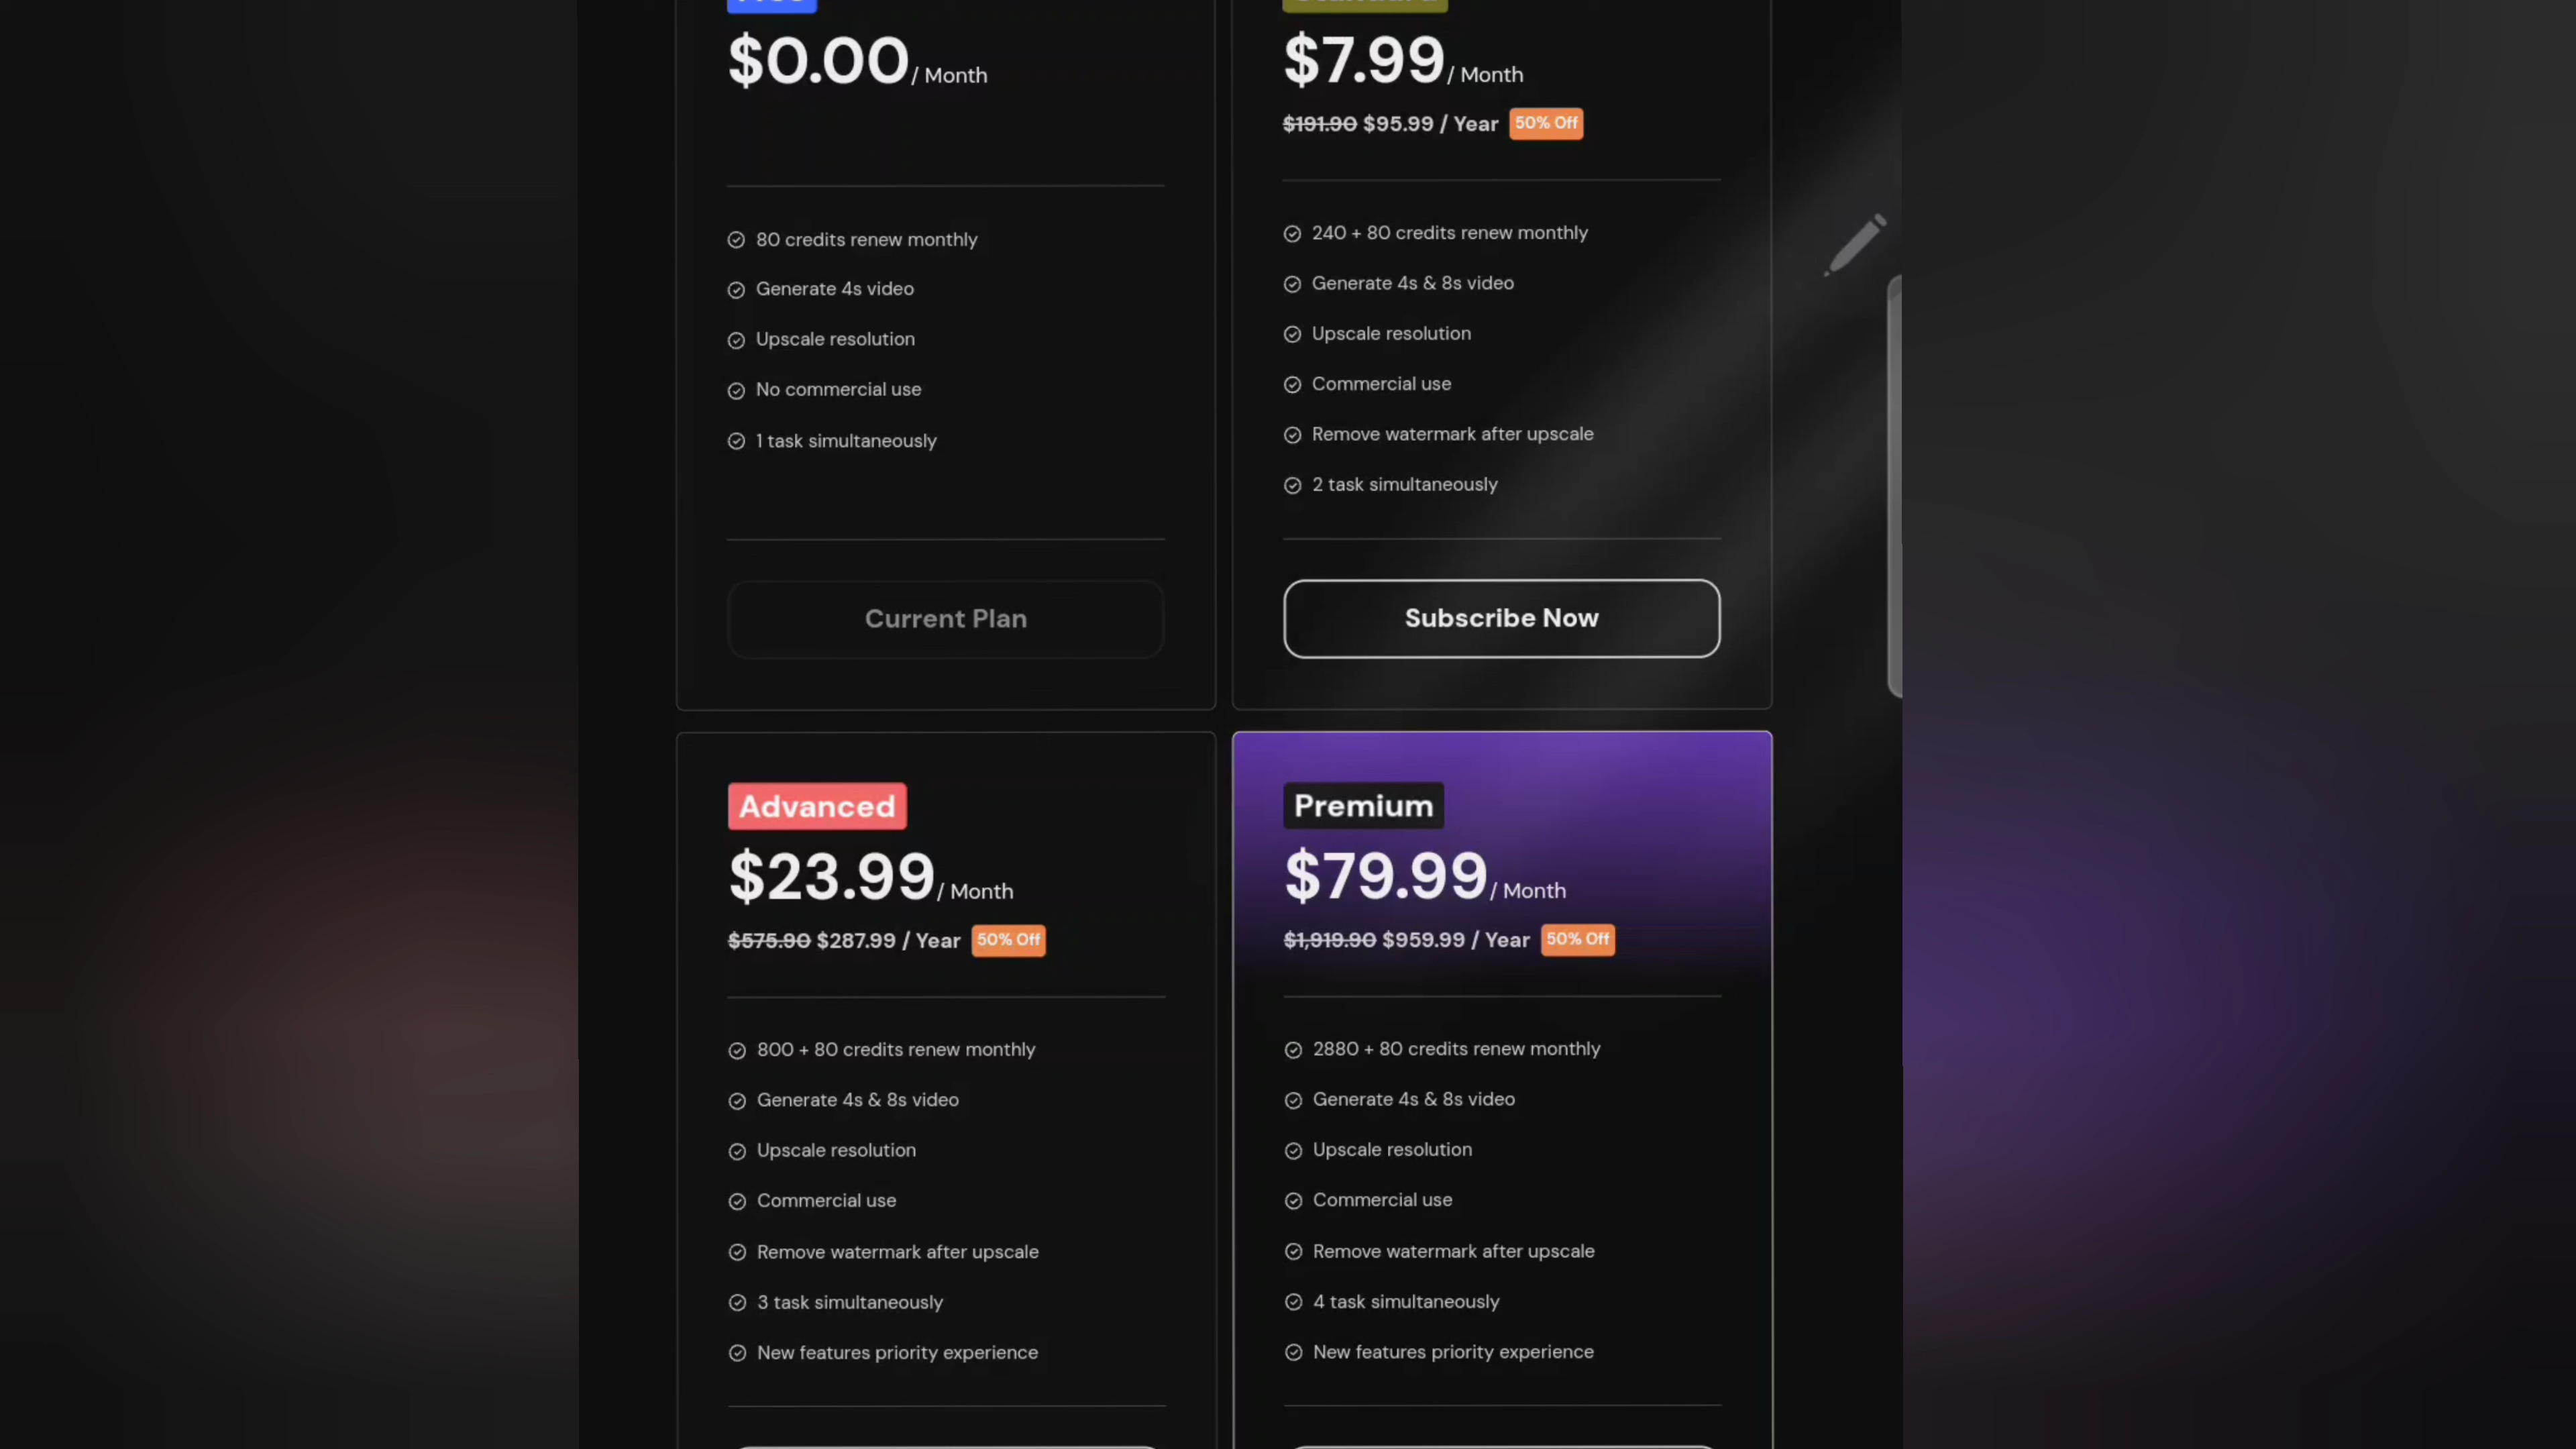 $0.00 / Month
80 credits renew monthly
Generate 4s video
Upscale resolution
No commercial use
1 task simultaneously
Current Plan
$7.99 / Month
$191.90 $95.99 / Year 50% Off
240 + 80 credits renew monthly
Generate 4s & 8s video
Upscale resolution
Commercial use
Remove watermark after upscale
2 task simultaneously
Subscribe Now
Advanced
$23.99 / Month
$575.90 $287.99 / Year 50% Off
800 + 80 credits renew monthly
Generate 4s & 8s video
Upscale resolution
Commercial use
Remove watermark after upscale
3 task simultaneously
New features priority experience
Premium
$79.99 / Month
$1,919.90 $959.99 / Year 50% Off
2880 + 80 credits renew monthly
Generate 4s & 8s video
Upscale resolution
Commercial use
Remove watermark after upscale
4 task simultaneously
New features priority experience